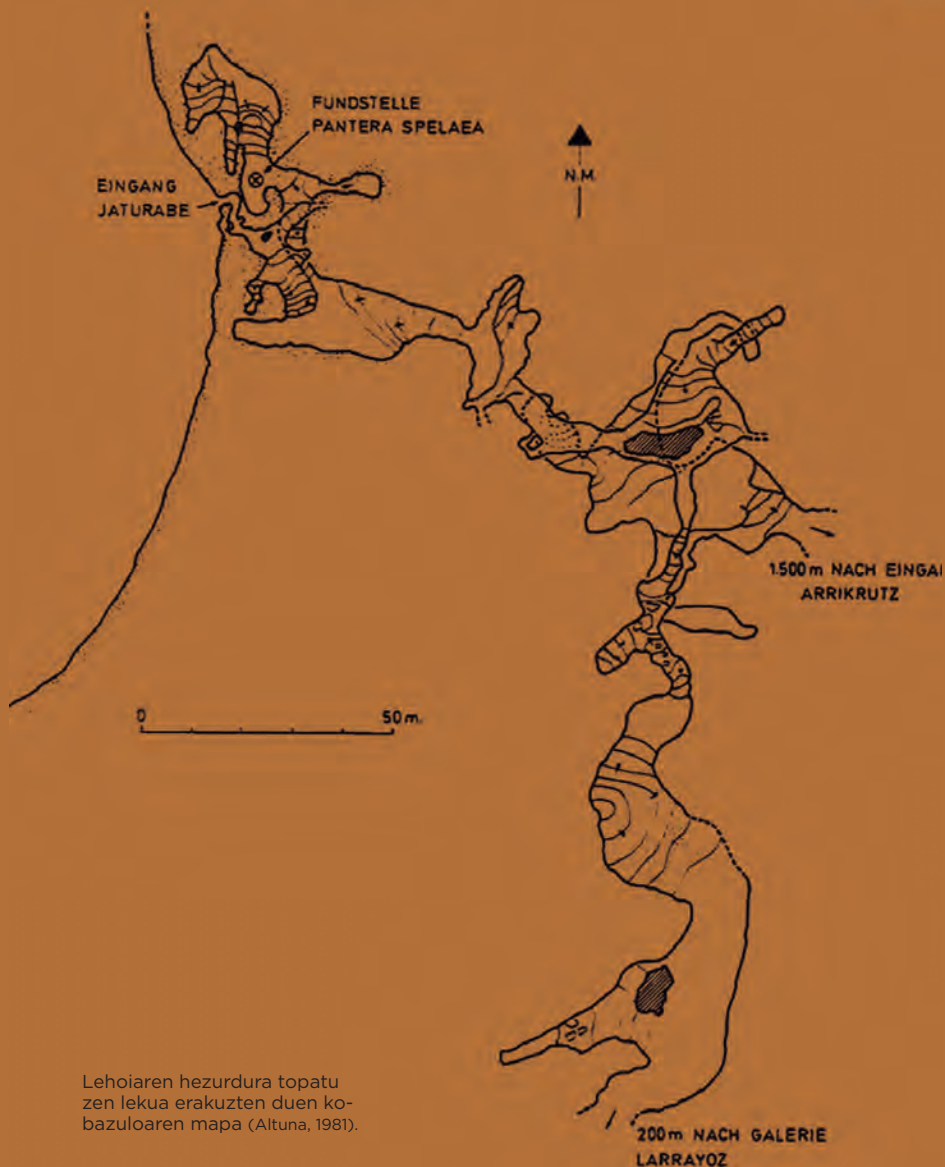 FUNDSTELLE
PANTERA SPELAEA
N.M.
EINGANG
JATURABE
1.500 m NACH EINGAI
ARRIKRUTZ
0 50 m.
Lehoiaren hezurdura topatu
zen lekua erakuzten duen ko-
bazuloaren mapa (Altuna, 1981).
200 m NACH GALERIE
LARRAYOZ